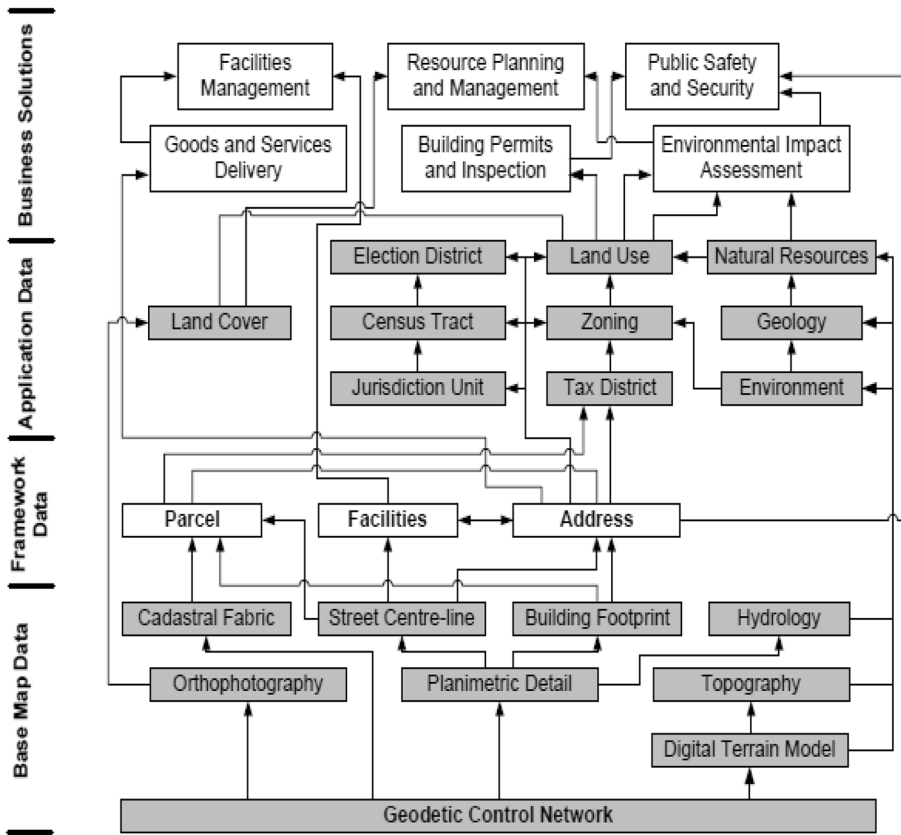 Business Solutions
Facilities
Management
Resource Planning
and Management
Public Safety
and Security
Goods and Services
Delivery
Building Permits
and Inspection
Environmental Impact
Assessment
Application Data
Election District
Land Use
Natural Resources
Land Cover
Census Tract
Zoning
Geology
Jurisdiction Unit
Tax District
Environment
Framework
Data
Parcel
Facilities
Address
Base Map Data
Cadastral Fabric
Street Centre-line
Building Footprint
Hydrology
Orthophotography
Planimetric Detail
Topography
Digital Terrain Model
Geodetic Control Network